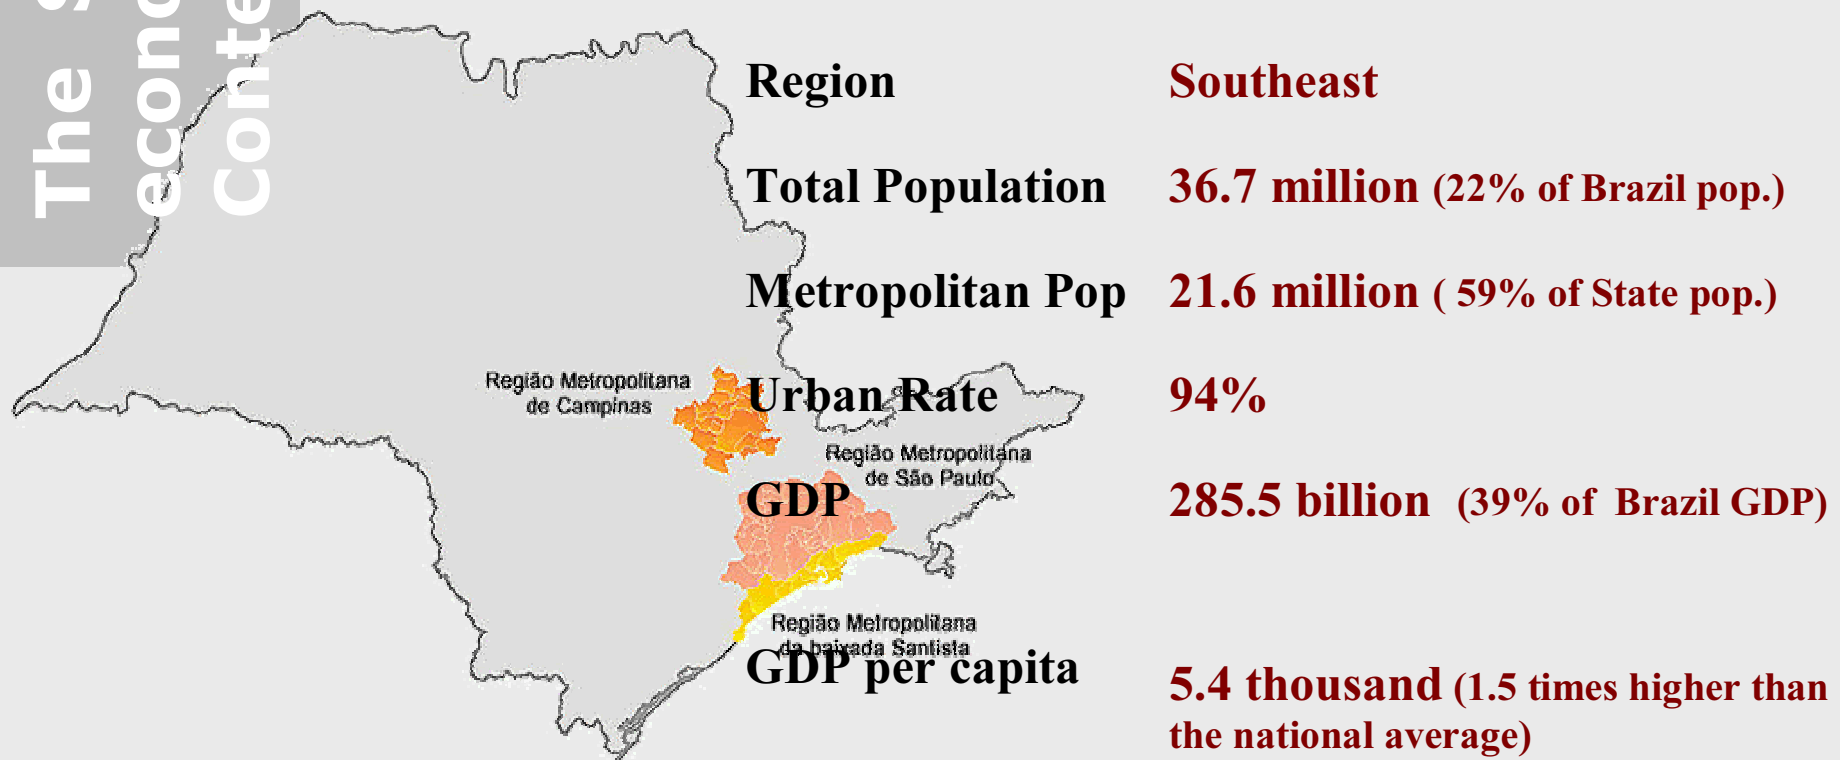 The
econo
Conte
Region Southeast
Total Population 36.7 million (22% of Brazil pop.)
Metropolitan Pop 21.6 million ( 59% of State pop.)
Região Metropolitana
de Campinas
Urban Rate 94%
Região Metropolitana
de São Paulo
GDP 285.5 billion (39% of Brazil GDP)
Região Metropolitana
da baixada Santista
GDP per capita 5.4 thousand (1.5 times higher than
the national average)